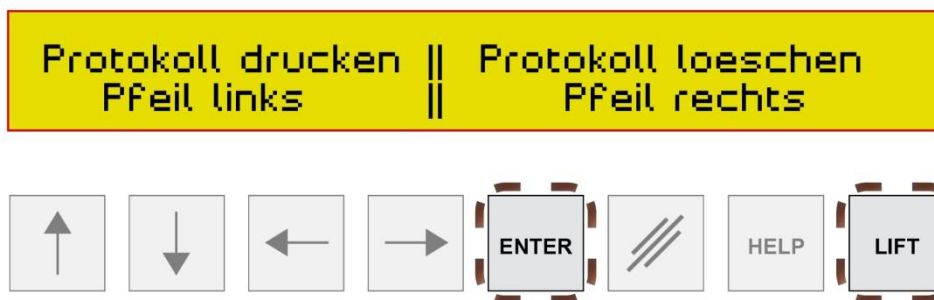 Protokoll drucken || Protokoll loeschen
Pfeil links || Pfeil rechts
ENTER HELP LIFT